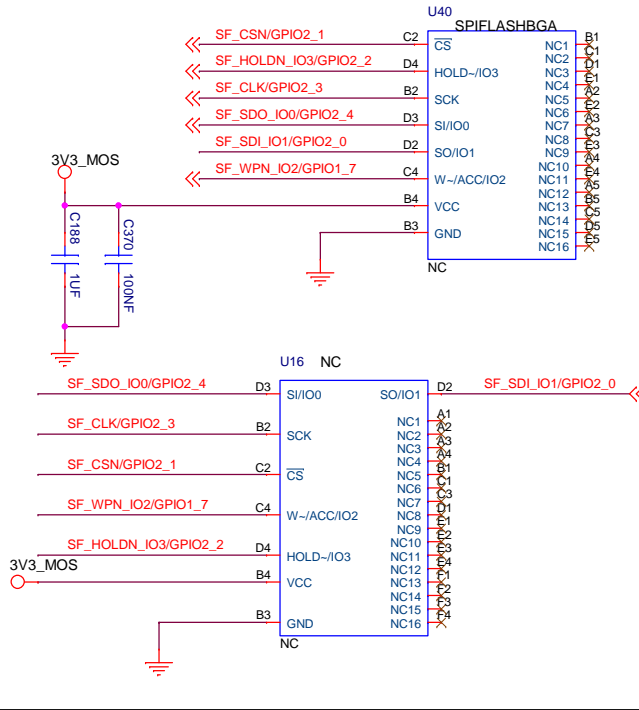 U40
SPIFLASHBGA
SF_CSN/GPIO2_1 C2 CS NC1 B1
SF_HOLDN_IO3/GPIO2_2 D4 HOLD~/IO3 NC2 C1
NC3 D1
NC4 E1
SF_CLK/GPIO2_3 B2 SCK NC5 A2
NC6 E2
SF_SDO_IO0/GPIO2_4 D3 SI/IO0 NC7 A3
NC8 C3
SF_SDI_IO1/GPIO2_0 D2 SO/IO1 NC9 E3
NC10 A4
SF_WPN_IO2/GPIO1_7 C4 W~/ACC/IO2 NC11 E4
NC12 A5
3V3_MOS
B4 VCC NC13 B5
NC14 C5
B3 GND NC15 D5
NC16 E5
NC
C188
1UF
C370
100NF
U16 NC
SF_SDO_IO0/GPIO2_4 D3 SI/IO0 SO/IO1 D2 SF_SDI_IO1/GPIO2_0
NC1 A1
SF_CLK/GPIO2_3 B2 SCK NC2 A2
NC3 A3
NC4 A4
SF_CSN/GPIO2_1 C2 CS NC5 B1
NC6 C1
NC7 C3
SF_WPN_IO2/GPIO1_7 C4 W~/ACC/IO2 NC8 D1
NC9 E1
NC10 E2
SF_HOLDN_IO3/GPIO2_2 D4 HOLD~/IO3 NC11 E3
NC12 E4
3V3_MOS
B4 VCC NC13 F1
NC14 F2
NC15 F3
B3 GND NC16 F4
NC